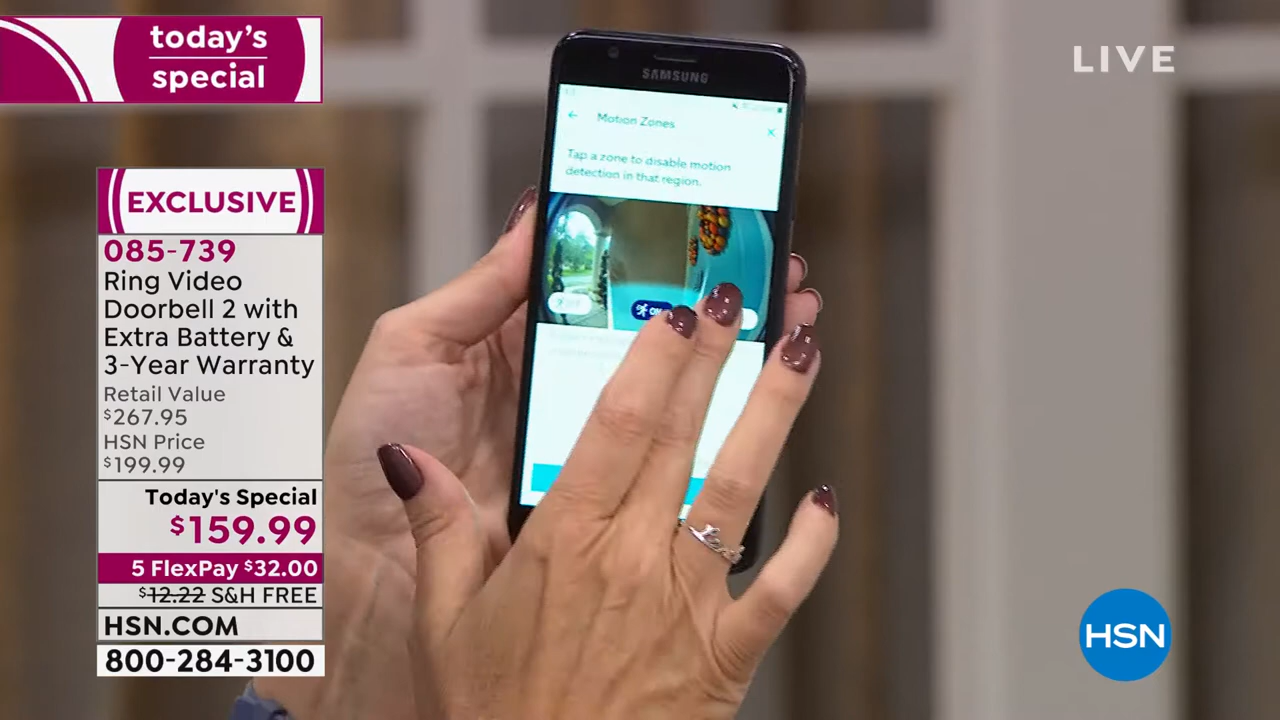 today's
special
LIVE
EXCLUSIVE
085-739
Ring Video
Doorbell 2 with
Extra Battery &
3-Year Warranty
Retail Value
$267.95
HSN Price
$199.99
Today's Special
$159.99
5 FlexPay $32.00
$12.22 S&H FREE
HSN.COM
800-284-3100
SAMSUNG
Motion Zones
Tap a zone to disable motion
detection in that region.
HSN